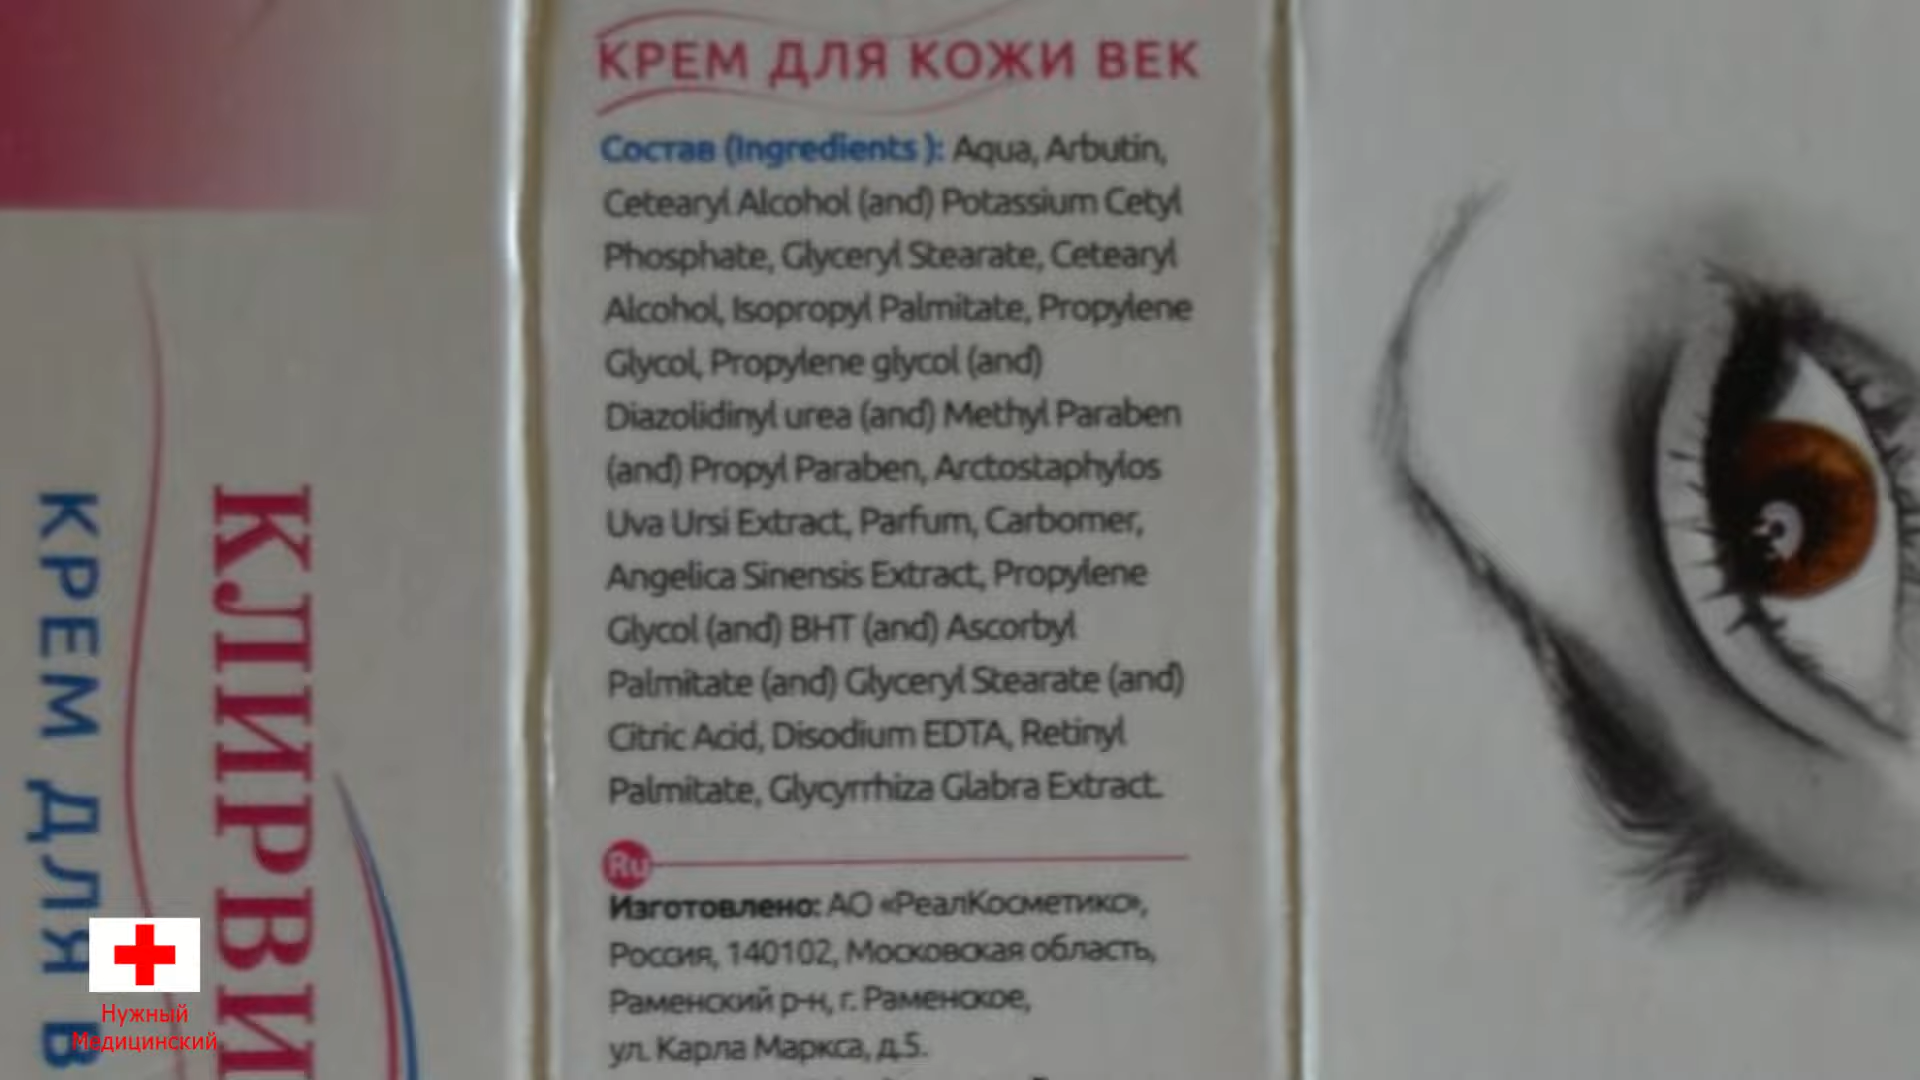 КРЕМ ДЛЯ КОЖИ ВЕК
Состав (Ingredients ): Aqua, Arbutin,
Cetearyl Alcohol (and) Potassium Cetyl
Phosphate, Glyceryl Stearate, Cetearyl
Alcohol, Isopropyl Palmitate, Propylene
Glycol, Propylene glycol (and)
Diazolidinyl urea (and) Methyl Paraben
(and) Propyl Paraben, Arctostaphylos
Uva Ursi Extract, Parfum, Carbomer,
Angelica Sinensis Extract, Propylene
Glycol (and) BHT (and) Ascorbyl
Palmitate (and) Glyceryl Stearate (and)
Citric Acid, Disodium EDTA, Retinyl
Palmitate, Glycyrrhiza Glabra Extract.
Ru
Изготовлено: АО «РеалКосметикс»,
Россия, 140102, Московская область,
Раменский р-н, г. Раменское,
ул. Карла Маркса, д.5.
КЛИРВИ
КРЕМ ДЛЯ В
Нужный
Медицинский